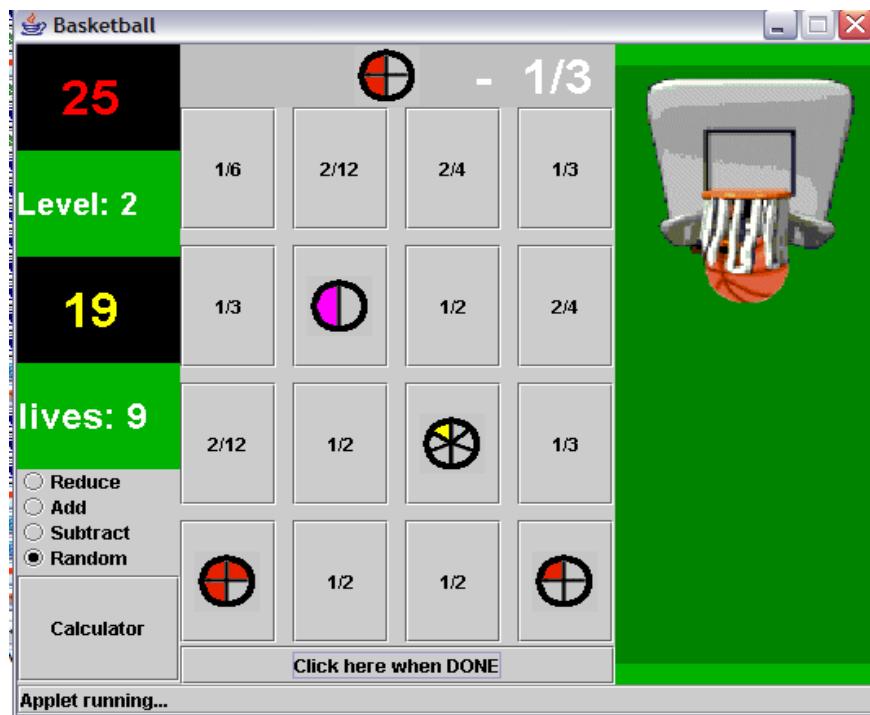 Basketball
25
- 1/3
1/6 2/12 2/4 1/3
Level: 2
19
1/3 1/2 2/4
lives: 9
2/12 1/2 1/3
Reduce
Add
Subtract
Random
1/2 1/2
Calculator
Click here when DONE
Applet running...